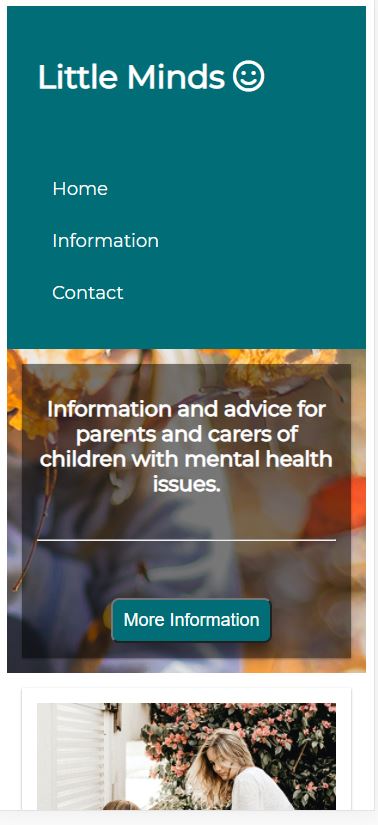 Little Minds
Home
Information
Contact
Information and advice for
parents and carers of
children with mental health
issues.
More Information